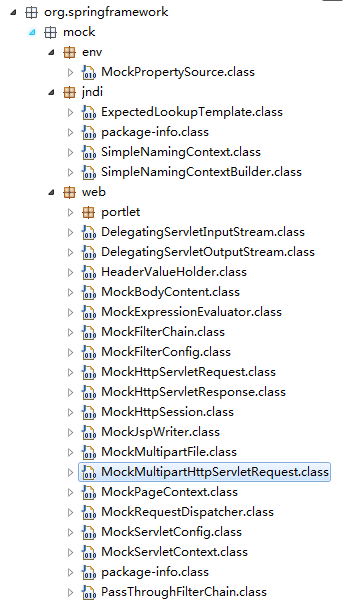 org.springframework
mock
env
MockPropertySource.class
jndi
ExpectedLookupTemplate.class
package-info.class
SimpleNamingContext.class
SimpleNamingContextBuilder.class
web
portlet
DelegatingServletInputStream.class
DelegatingServletOutputStream.class
HeaderValueHolder.class
MockBodyContent.class
MockExpressionEvaluator.class
MockFilterChain.class
MockFilterConfig.class
MockHttpServletRequest.class
MockHttpServletResponse.class
MockHttpSession.class
MockJspWriter.class
MockMultipartFile.class
MockMultipartHttpServletRequest.class
MockPageContext.class
MockRequestDispatcher.class
MockServletConfig.class
MockServletContext.class
package-info.class
PassThroughFilterChain.class